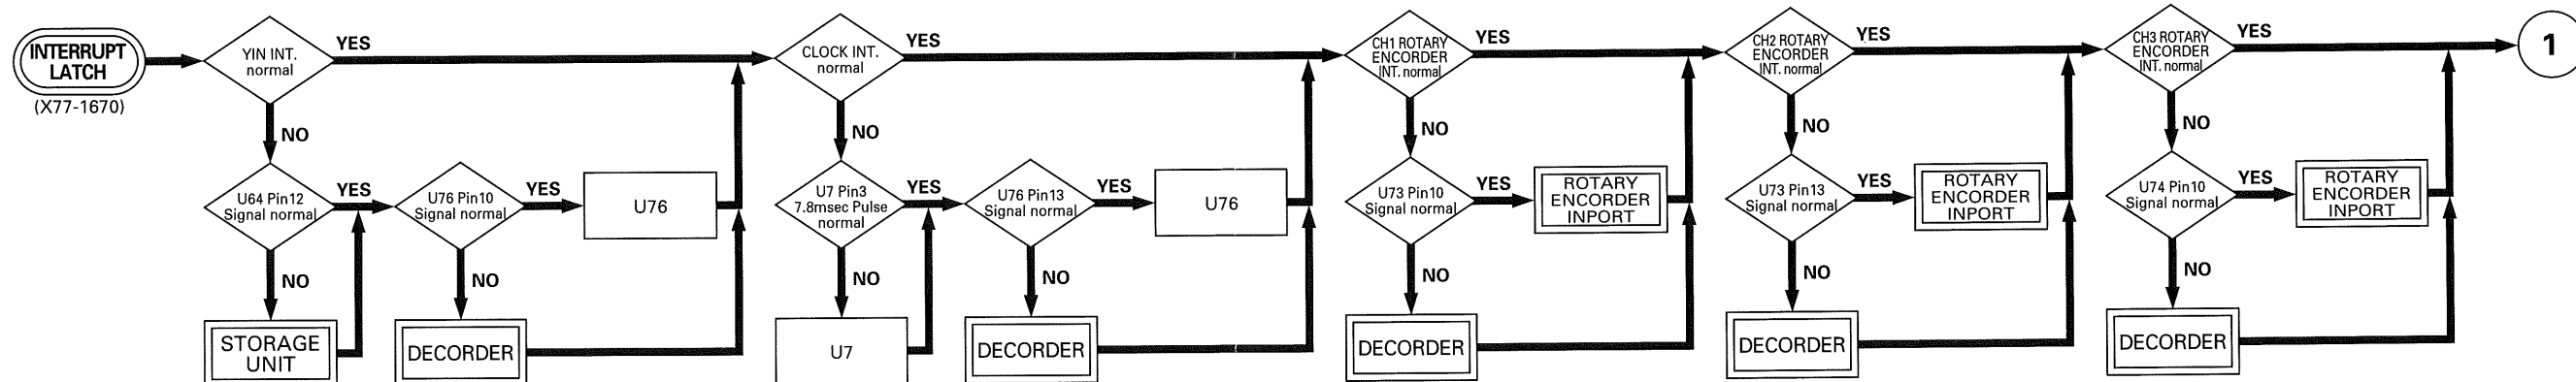 INTERRUPT
LATCH
(X77-1670)
YIN INT.
normal
YES
NO
U64 Pin12
Signal normal
YES
NO
STORAGE
UNIT
U76 Pin10
Signal normal
YES
NO
DECORDER
U76
CLOCK INT.
normal
YES
NO
U7 Pin3
7.8msec Pulse
normal
YES
NO
U7
U76 Pin13
Signal normal
YES
NO
DECORDER
U76
CH1 ROTARY
ENCORDER
INT. normal
YES
NO
U73 Pin10
Signal normal
YES
NO
DECORDER
ROTARY
ENCORDER
INPORT
CH2 ROTARY
ENCORDER
INT. normal
YES
NO
U73 Pin13
Signal normal
YES
NO
DECORDER
ROTARY
ENCORDER
INPORT
CH3 ROTARY
ENCORDER
INT. normal
YES
NO
U74 Pin10
Signal normal
YES
NO
DECORDER
ROTARY
ENCORDER
INPORT
1